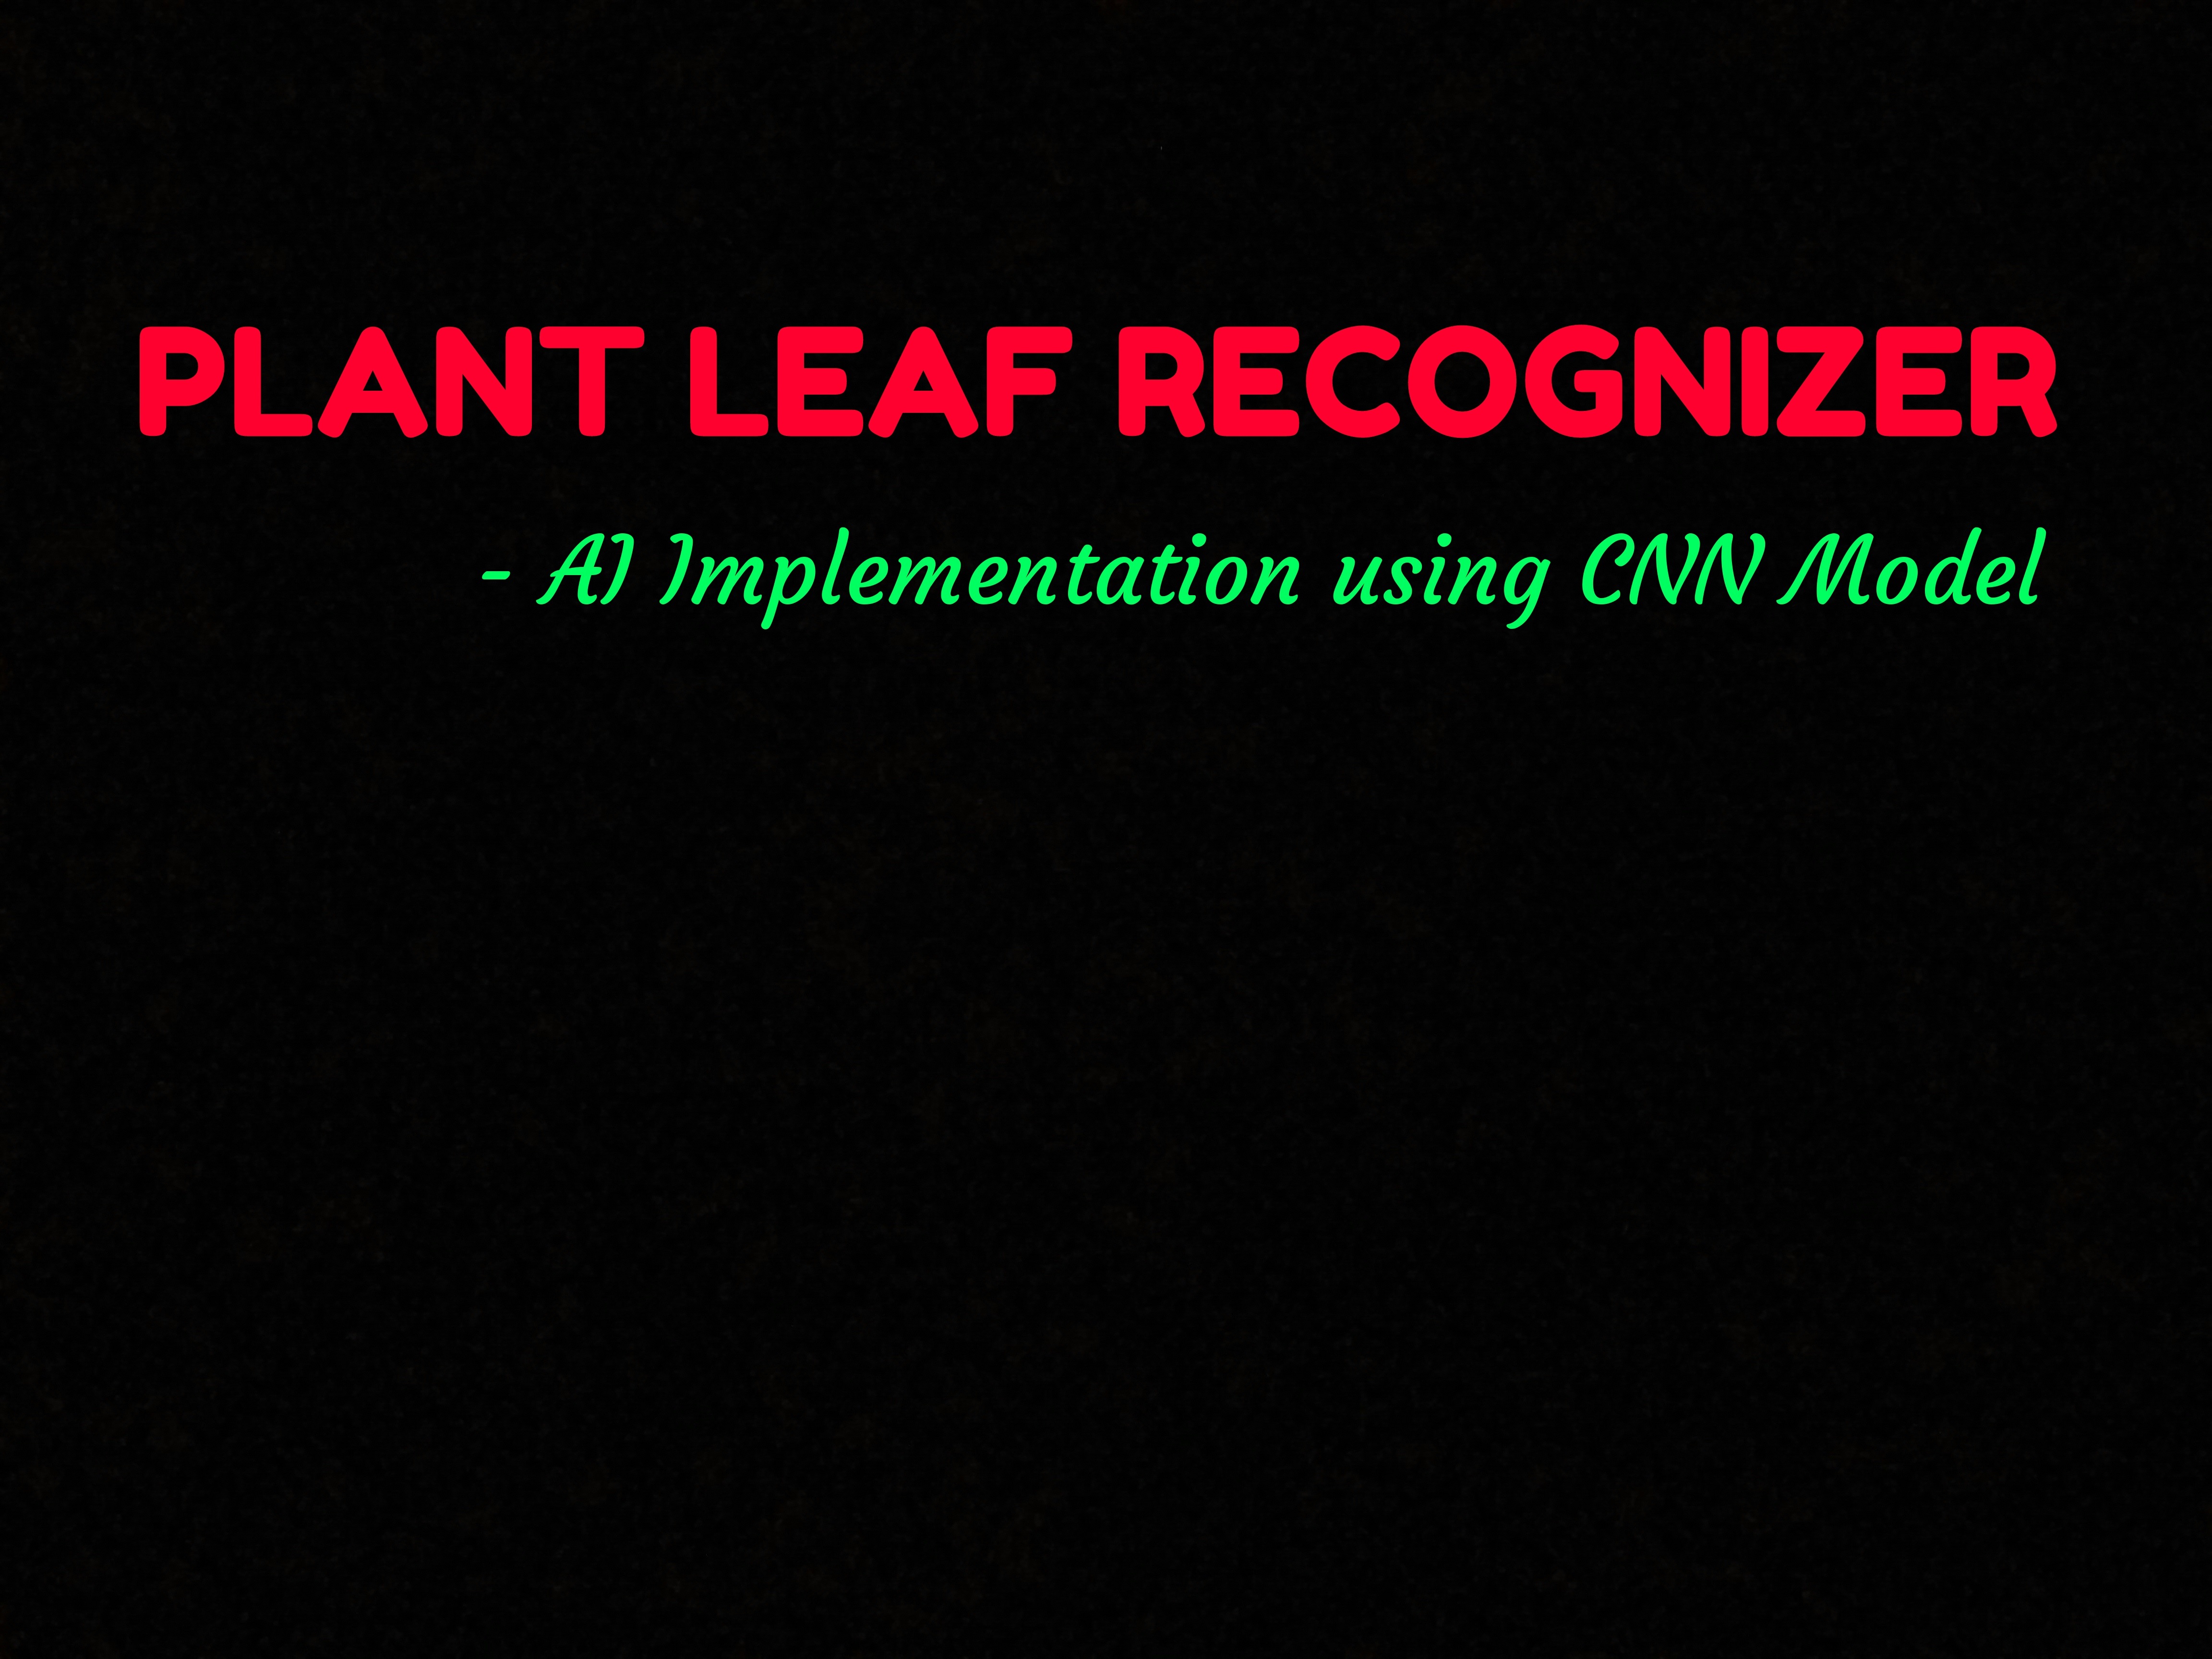 PLANT LEAF RECOGNIZER
- AI Implementation using CNN Model